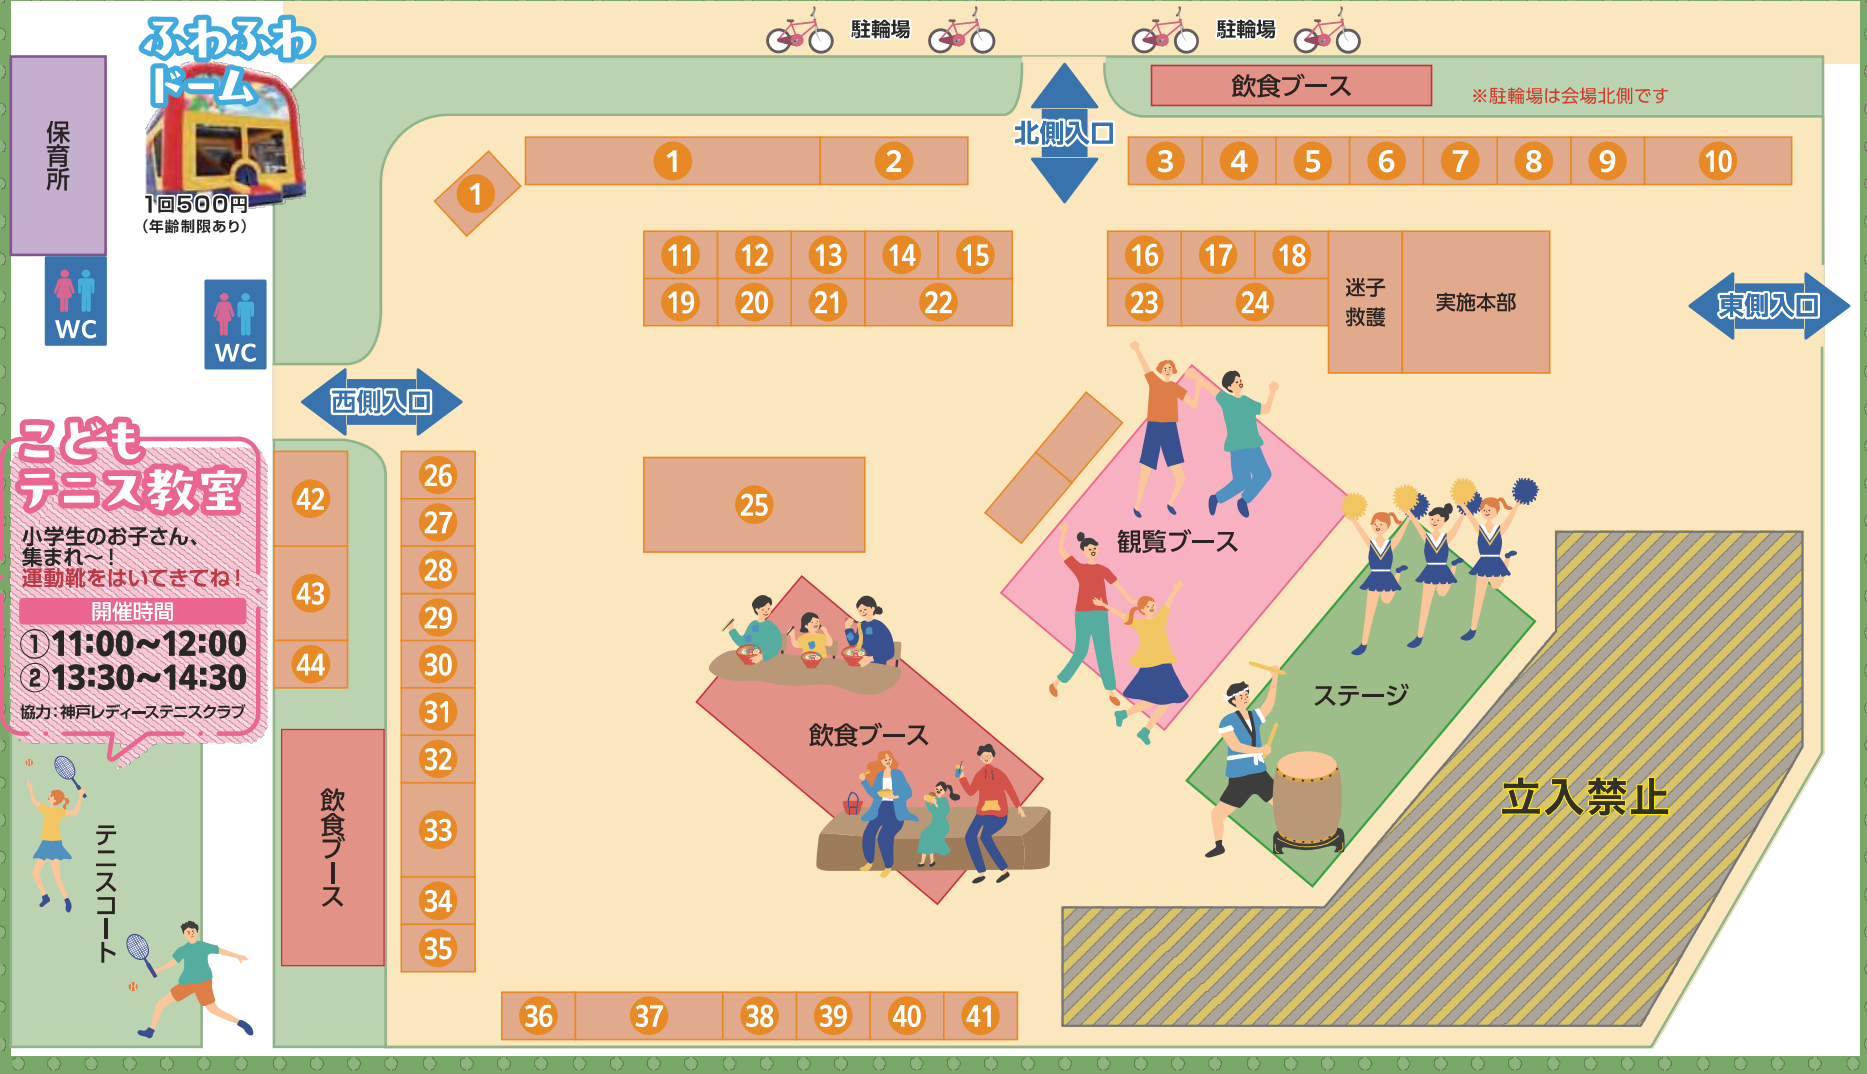 駐輪場
駐輪場
ふわふわ
ドーム
1回500円
(年齢制限あり)
保育所
WC
WC
飲食ブース
※駐輪場は会場北側です
北側入口
1
1
2
3
4
5
6
7
8
9
10
11
12
13
14
15
16
17
18
19
20
21
22
23
24
迷子
救護
実施本部
東側入口
西側入口
こども
テニス教室
小学生のお子さん、
集まれ~!
運動靴をはいてきてね!
開催時間
①11:00~12:00
②13:30~14:30
協力:神戸レディーステニスクラブ
テニスコート
42
43
44
飲食ブース
26
27
28
29
30
31
32
33
34
35
25
観覧ブース
飲食ブース
ステージ
立入禁止
36
37
38
39
40
41